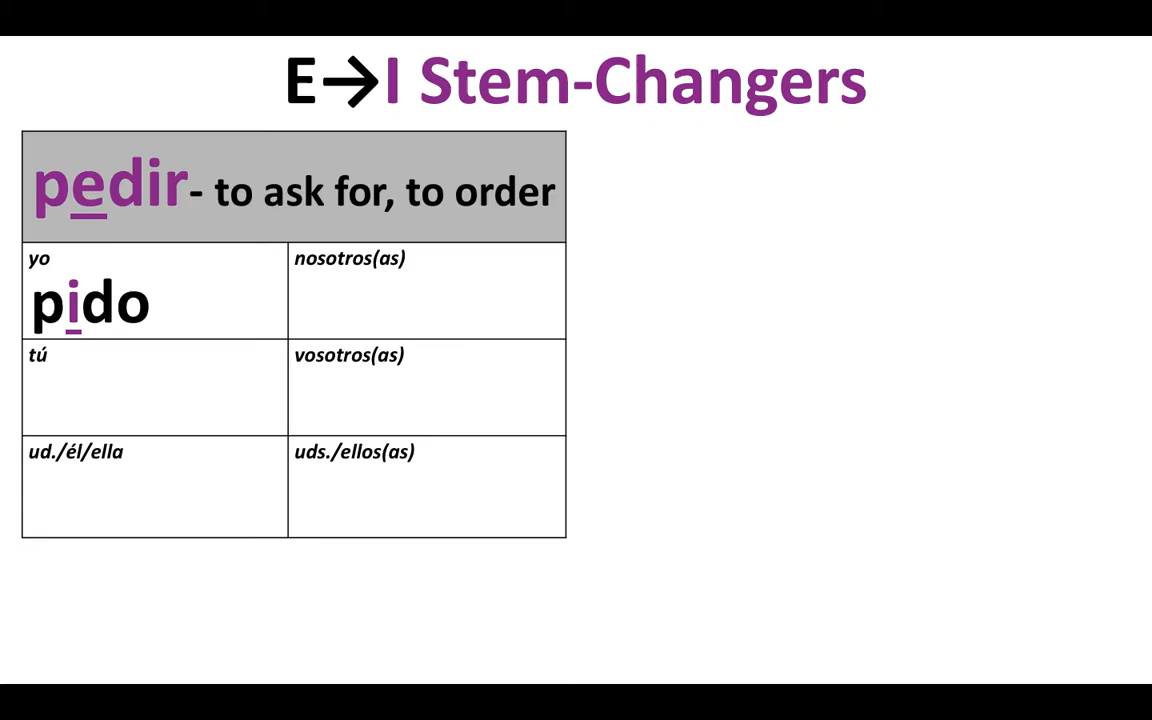 E→I Stem-Changers
pedir- to ask for, to order
yo
pido
nosotros(as)
tú
vosotros(as)
ud./él/ella
uds./ellos(as)